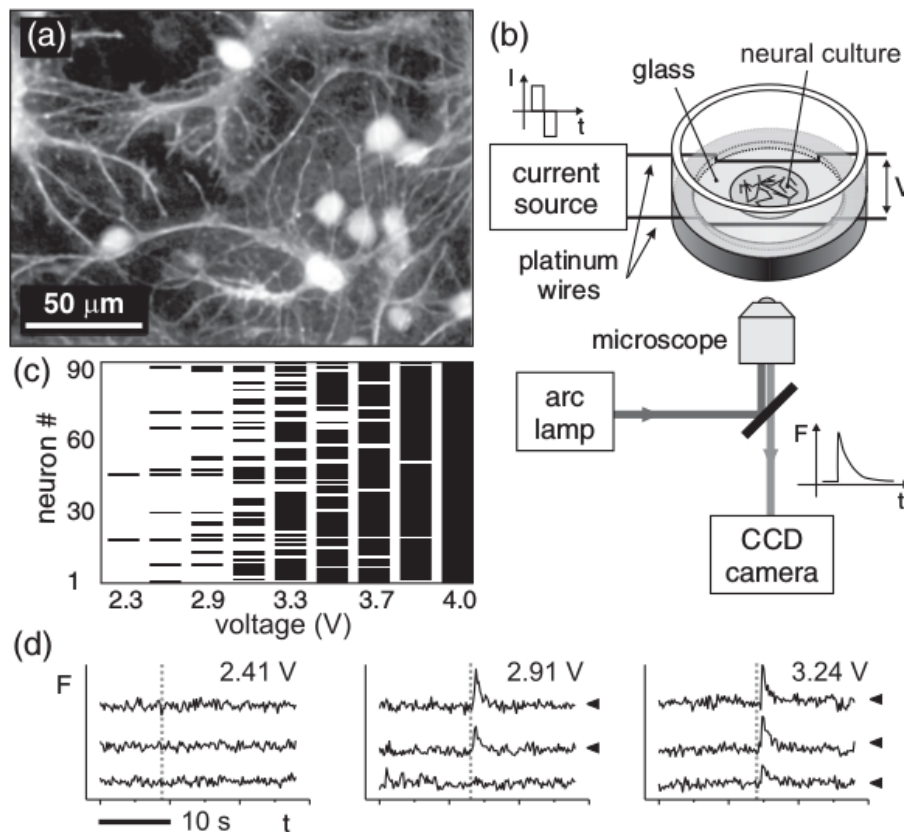 (a)
50 μm
(b)
glass
neural culture
I
t
current
source
V
platinum
wires
microscope
arc
lamp
F
t
CCD
camera
(c)
neuron #
90
60
30
1
2.3 2.9 3.3 3.7 4.0
voltage (V)
(d)
F
2.41 V
2.91 V
3.24 V
10 s
t